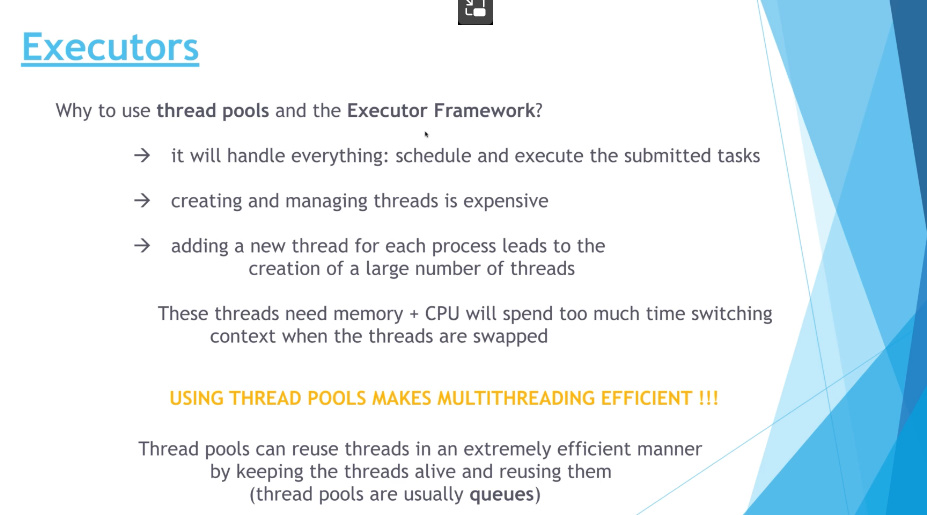 Executors
Why to use thread pools and the Executor Framework?
→ it will handle everything: schedule and execute the submitted tasks
→ creating and managing threads is expensive
→ adding a new thread for each process leads to the
creation of a large number of threads
These threads need memory + CPU will spend too much time switching
context when the threads are swapped
USING THREAD POOLS MAKES MULTITHREADING EFFICIENT !!!
Thread pools can reuse threads in an extremely efficient manner
by keeping the threads alive and reusing them
(thread pools are usually queues)